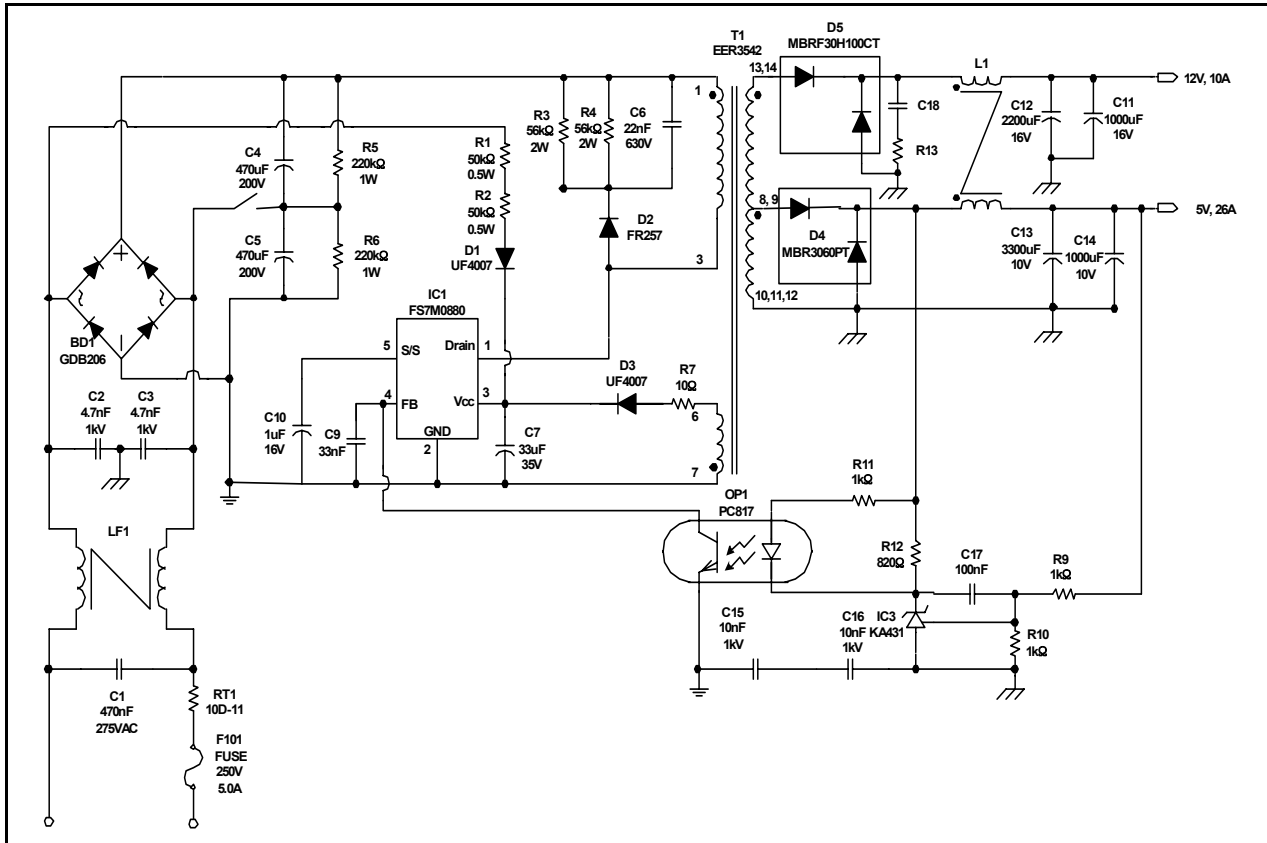 T1
EER3542
D5
MBRF30H100CT
13,14
L1
12V, 10A
1
R3
56kΩ
2W
R4
56kΩ
2W
C6
22nF
630V
C18
R13
C12
2200uF
16V
C11
1000uF
16V
C4
470uF
200V
R5
220kΩ
1W
R1
50kΩ
0.5W
R2
50kΩ
0.5W
8, 9
5V, 26A
D2
FR257
D4
MBR3060PT
C5
470uF
200V
R6
220kΩ
1W
D1
UF4007
3
C13
3300uF
10V
C14
1000uF
10V
10,11,12
+
~
~
−
BD1
GDB206
IC1
FS7M0880
5
S/S
Drain
1
4
FB
Vcc
3
GND
2
D3
UF4007
R7
10Ω
6
7
C2
4.7nF
1kV
C3
4.7nF
1kV
C10
1uF
16V
C9
33nF
C7
33uF
35V
R11
1kΩ
OP1
PC817
LF1
R12
820Ω
C17
100nF
R9
1kΩ
C15
10nF
1kV
C16
10nF
1kV
IC3
KA431
R10
1kΩ
C1
470nF
275VAC
RT1
10D-11
F101
FUSE
250V
5.0A